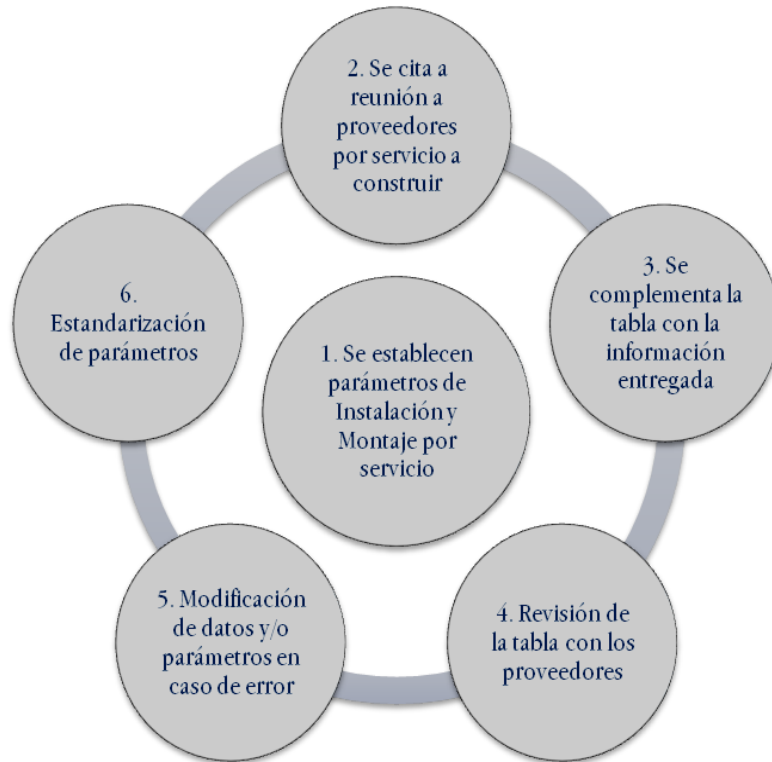 1. Se establecen
parámetros de
Instalación y
Montaje por
servicio
2. Se cita a
reunión a
proveedores
por servicio a
construir
3. Se
complementa la
tabla con la
información
entregada
4. Revisión de
la tabla con los
proveedores
5. Modificación
de datos y/o
parámetros en
caso de error
6.
Estandarización
de parámetros